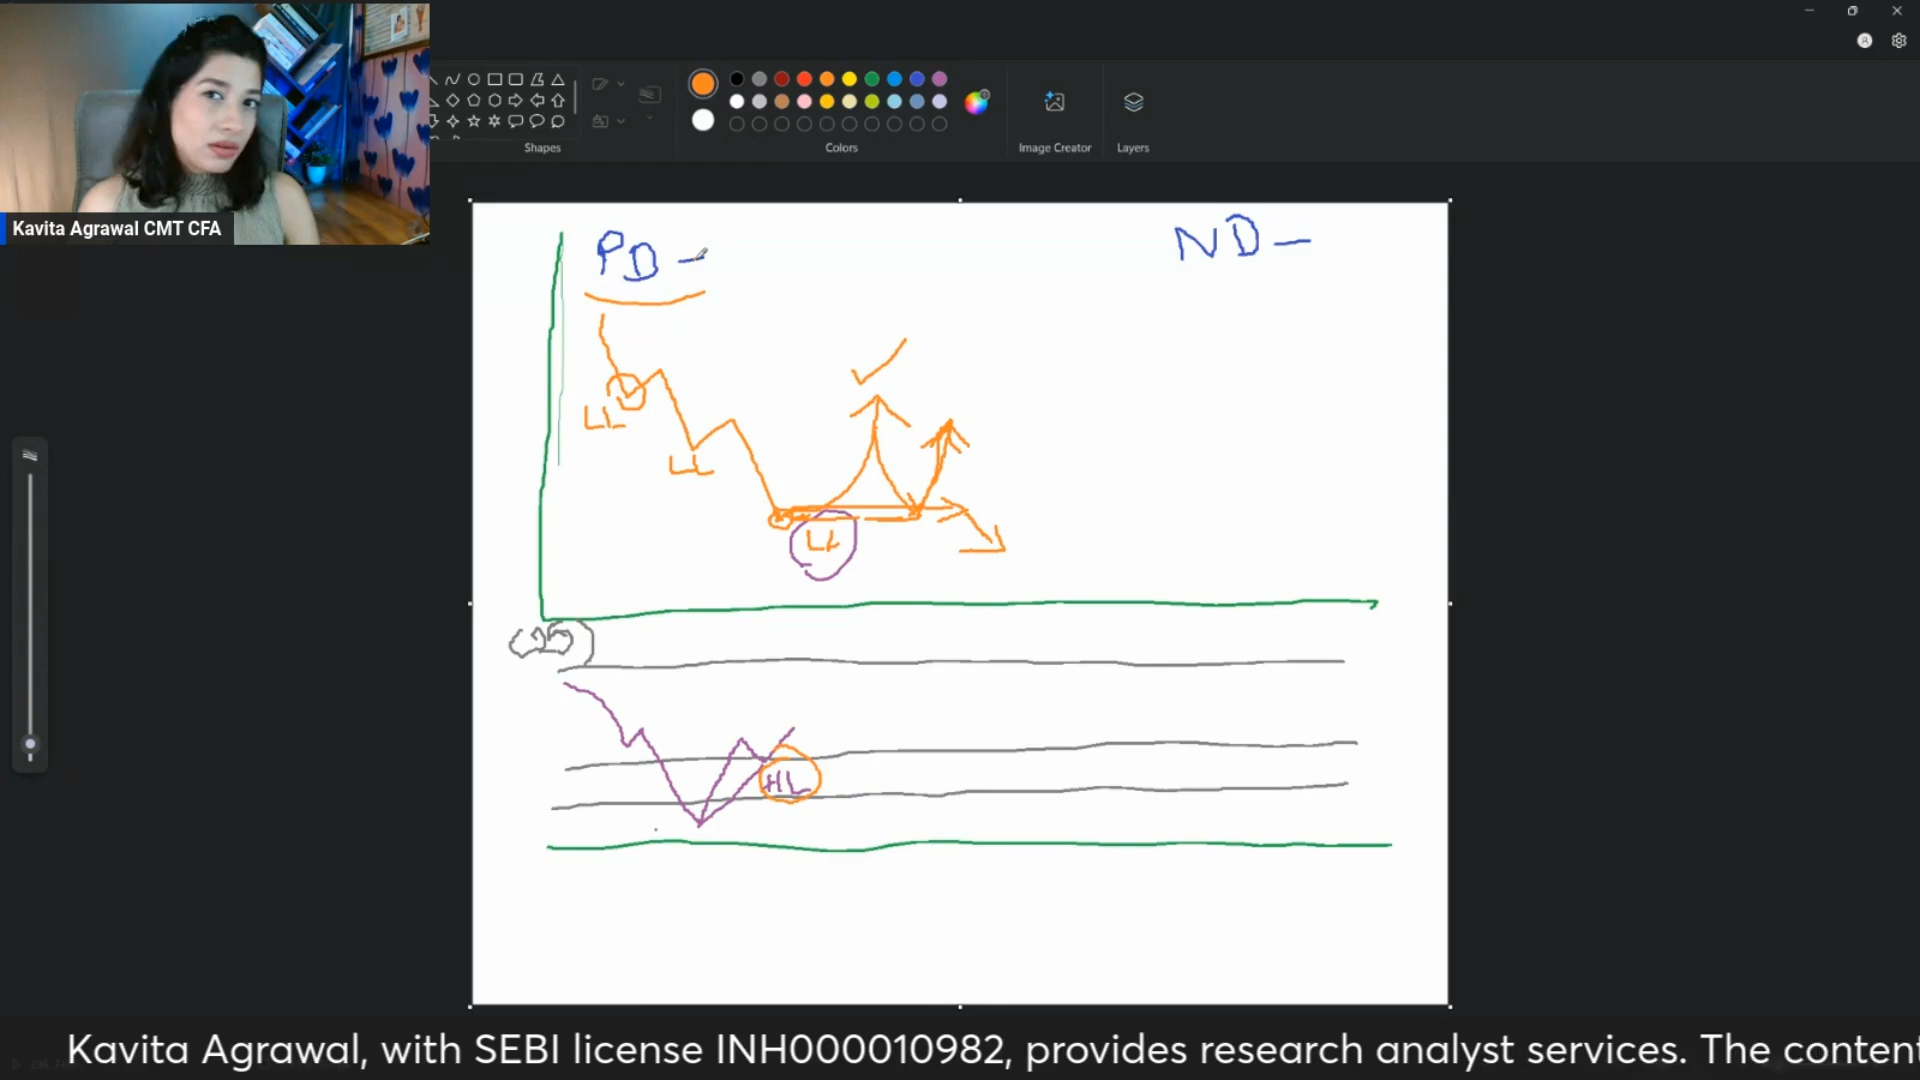 Kavita Agrawal CMT CFA
Shapes
Colors
Image Creator
Layers
PD -
ND -
LL
LL
LL
HL
Kavita Agrawal, with SEBI license INH000010982, provides research analyst services. The content